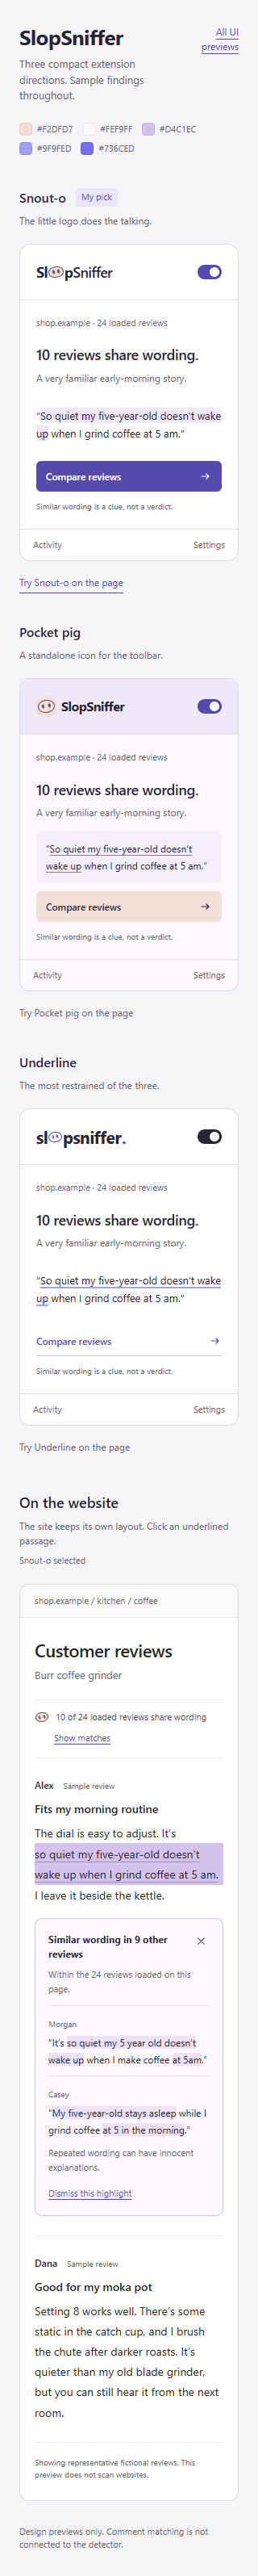 SlopSniffer
All UI
previews
Three compact extension
directions. Sample findings
throughout.
#F2DFD7 #FEF9FF #D4C1EC
#9F9FED #736CED
Snout-o My pick
The little logo does the talking.
SlopSniffer
shop.example · 24 loaded reviews
10 reviews share wording.
A very familiar early-morning story.
“So quiet my five-year-old doesn’t wake
up when I grind coffee at 5 am.”
Compare reviews →
Similar wording is a clue, not a verdict.
Activity Settings
Try Snout-o on the page
Pocket pig
A standalone icon for the toolbar.
SlopSniffer
shop.example · 24 loaded reviews
10 reviews share wording.
A very familiar early-morning story.
“So quiet my five-year-old doesn’t
wake up when I grind coffee at 5 am.”
Compare reviews →
Similar wording is a clue, not a verdict.
Activity Settings
Try Pocket pig on the page
Underline
The most restrained of the three.
slopsniffer.
shop.example · 24 loaded reviews
10 reviews share wording.
A very familiar early-morning story.
“So quiet my five-year-old doesn’t wake
up when I grind coffee at 5 am.”
Compare reviews →
Similar wording is a clue, not a verdict.
Activity Settings
Try Underline on the page
On the website
The site keeps its own layout. Click an underlined
passage.
Snout-o selected
shop.example / kitchen / coffee
Customer reviews
Burr coffee grinder
10 of 24 loaded reviews share wording
Show matches
Alex Sample review
Fits my morning routine
The dial is easy to adjust. It’s
so quiet my five-year-old doesn’t
wake up when I grind coffee at 5 am.
I leave it beside the kettle.
Similar wording in 9 other
reviews
Within the 24 reviews loaded on this
page.
Morgan
“It’s so quiet my 5 year old doesn’t
wake up when I make coffee at 5am.”
Casey
“My five-year-old stays asleep while I
grind coffee at 5 in the morning.”
Repeated wording can have innocent
explanations.
Dismiss this highlight
Dana Sample review
Good for my moka pot
Setting 8 works well. There’s some
static in the catch cup, and I brush
the chute after darker roasts. It’s
quieter than my old blade grinder,
but you can still hear it from the next
room.
Showing representative fictional reviews. This
preview does not scan websites.
Design previews only. Comment matching is not
connected to the detector.